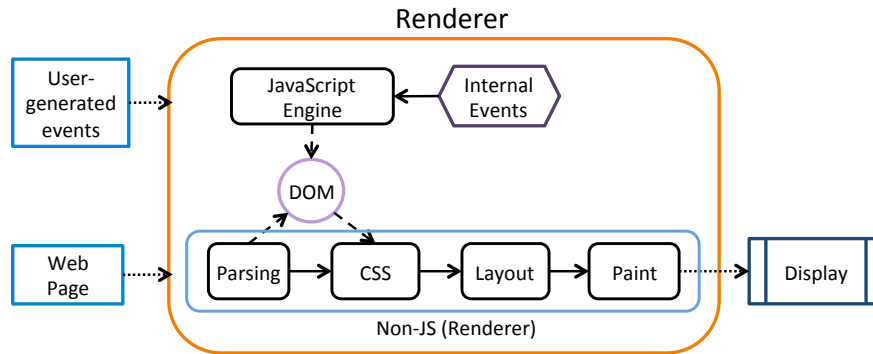 Renderer
User-
generated
events
JavaScript
Engine
Internal
Events
DOM
Web
Page
Parsing
CSS
Layout
Paint
Display
Non-JS (Renderer)